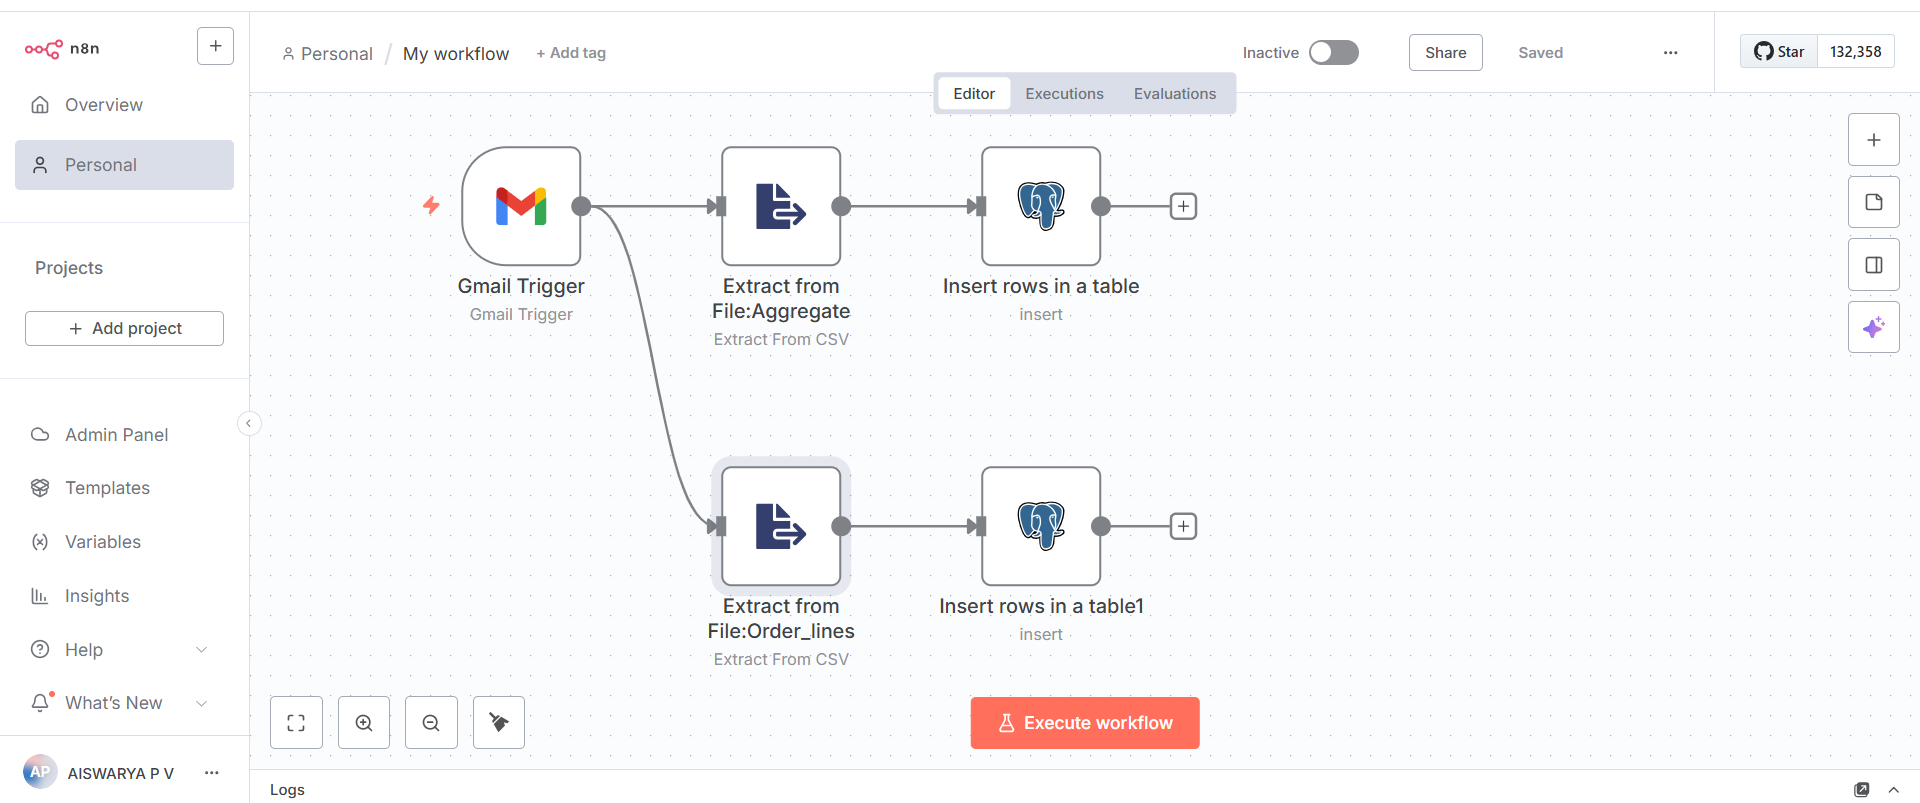 n8n
Personal / My workflow + Add tag
Inactive
Share
Saved
Star 132,358
Editor Executions Evaluations
Overview
Personal
Projects
+ Add project
Admin Panel
Templates
Variables
Insights
Help
What's New
AP AISWARYA P V
Gmail Trigger
Gmail Trigger
Extract from
File:Aggregate
Extract From CSV
Insert rows in a table
insert
Extract from
File:Order_lines
Extract From CSV
Insert rows in a table1
insert
Execute workflow
Logs